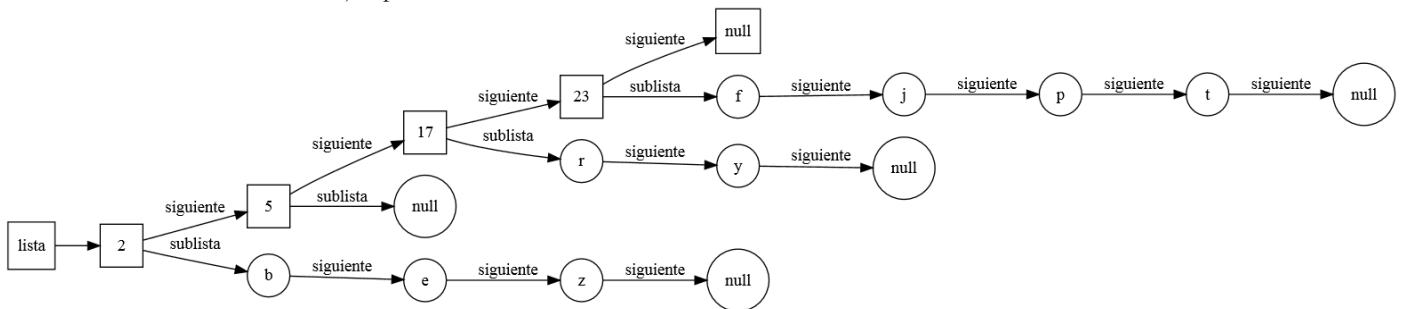 siguiente null
siguiente 23 sublista f siguiente j siguiente p siguiente t siguiente null
siguiente 17 sublista r siguiente y siguiente null
siguiente 5 sublista null
lista 2 sublista b siguiente e siguiente z siguiente null